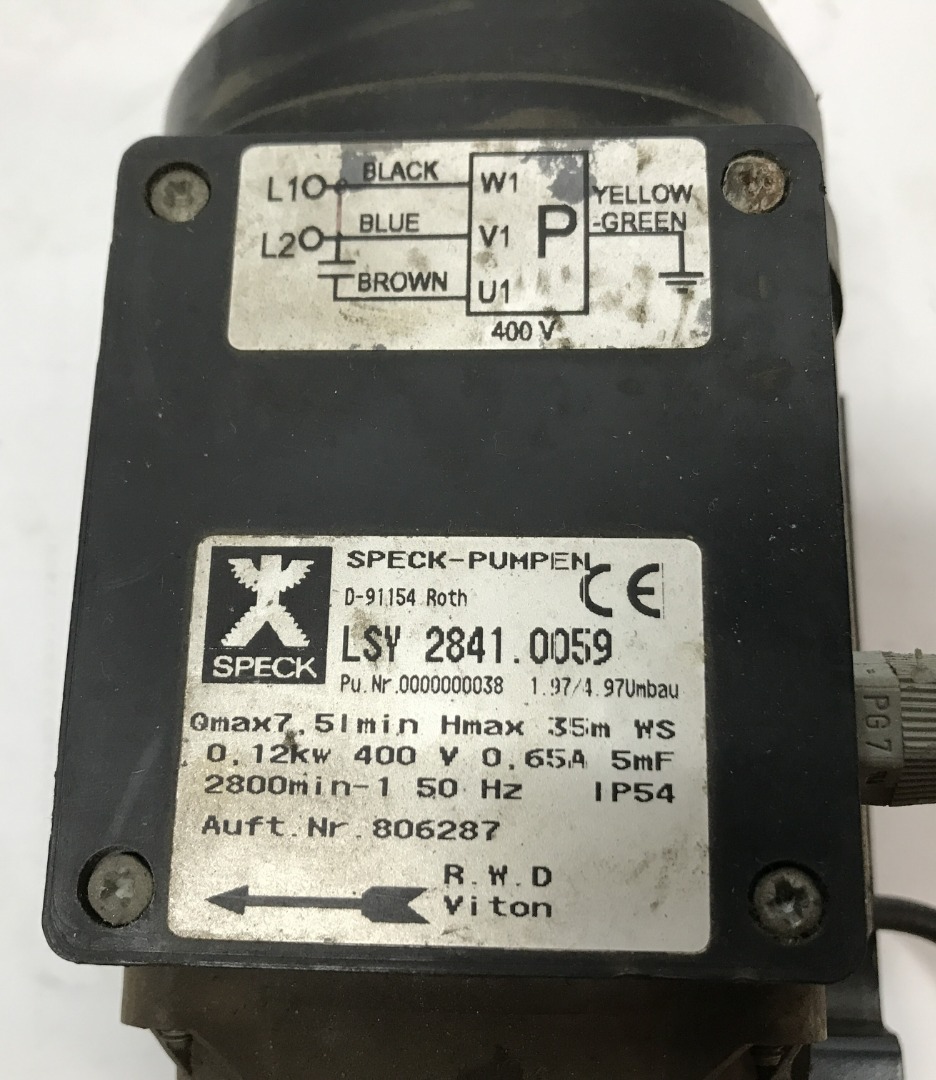 L1 BLACK W1 YELLOW
L2 BLUE V1 P -GREEN
BROWN U1
400 V
SPECK
SPECK-PUMPEN CE
D-91154 Roth
LSY 2841.0059
Pu.Nr.0000000038 1.97/4.97Umbau
Qmax7,5lmin Hmax 35m WS
0,12kw 400 V 0,65A 5mF
2800min-1 50 Hz IP54
Auft.Nr.806287
R.W.D
Viton
PG7